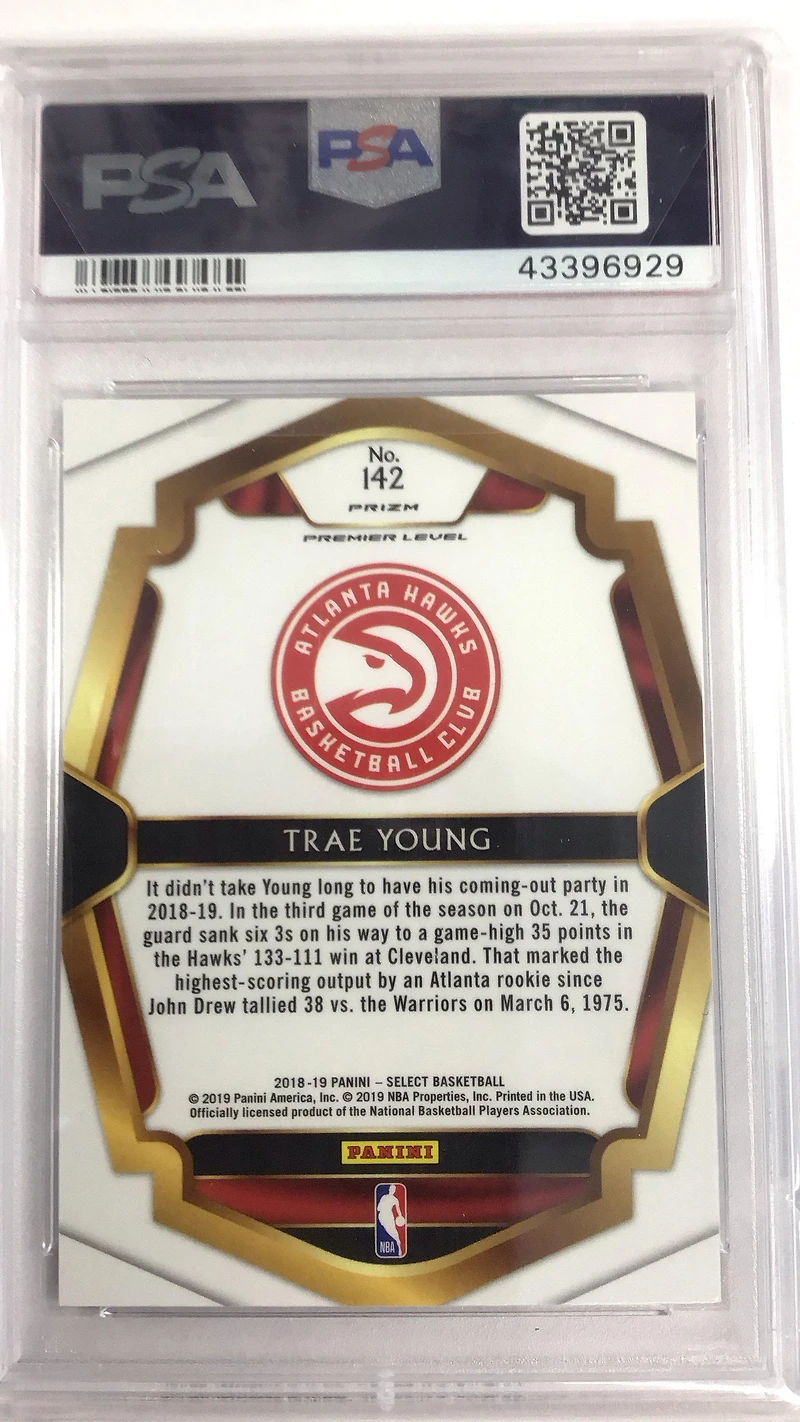 PSA
PSA
43396929
No.
142
PRIZM
PREMIER LEVEL
ATLANTA HAWKS
BASKETBALL CLUB
TRAE YOUNG
It didn't take Young long to have his coming-out party in
2018-19. In the third game of the season on Oct. 21, the
guard sank six 3s on his way to a game-high 35 points in
the Hawks' 133-111 win at Cleveland. That marked the
highest-scoring output by an Atlanta rookie since
John Drew tallied 38 vs. the Warriors on March 6, 1975.
2018-19 PANINI – SELECT BASKETBALL
© 2019 Panini America, Inc. © 2019 NBA Properties, Inc. Printed in the USA.
Officially licensed product of the National Basketball Players Association.
PANINI
NBA